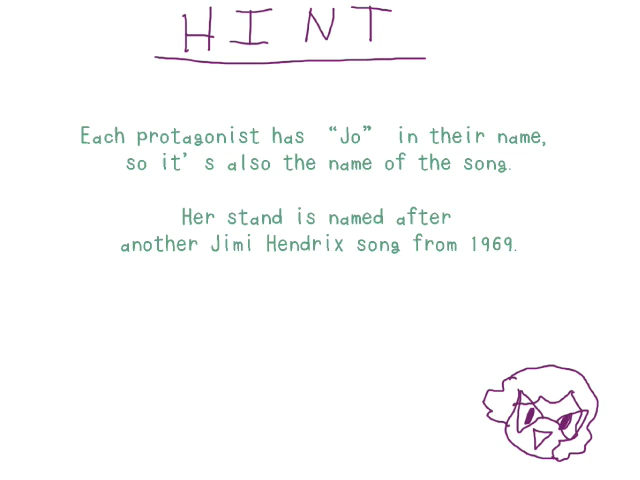 HINT
Each protagonist has “Jo” in their name,
so it’s also the name of the song.
Her stand is named after
another Jimi Hendrix song from 1969.